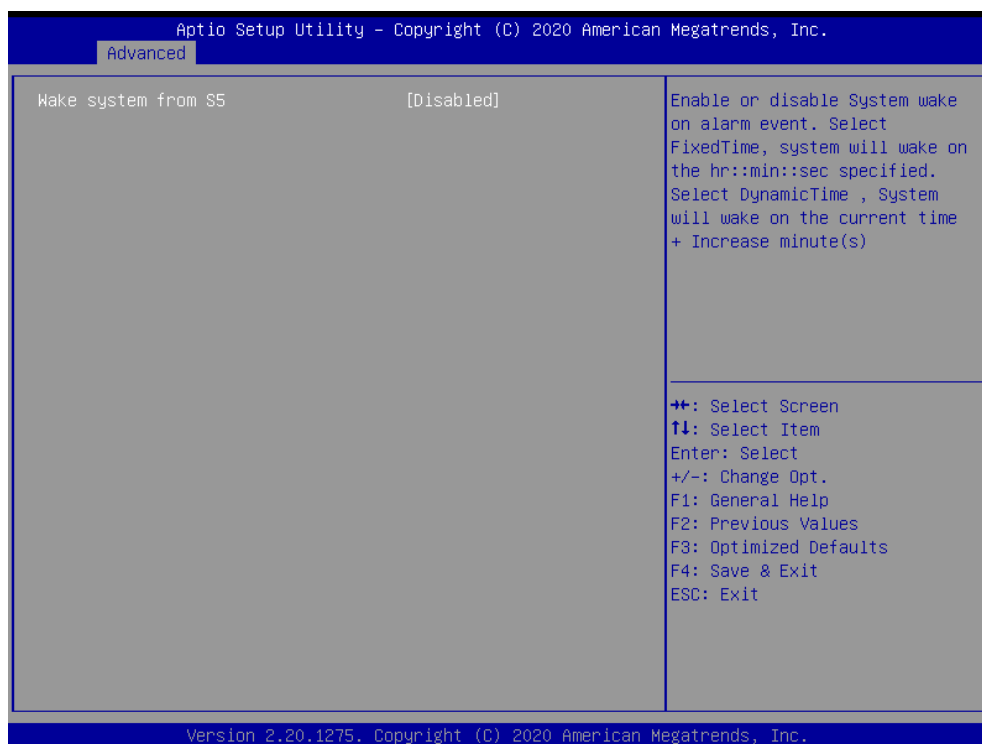 Aptio Setup Utility – Copyright (C) 2020 American Megatrends, Inc.
Advanced
Wake system from S5 [Disabled]
Enable or disable System wake
on alarm event. Select
FixedTime, system will wake on
the hr::min::sec specified.
Select DynamicTime , System
will wake on the current time
+ Increase minute(s)
→←: Select Screen
↑↓: Select Item
Enter: Select
+/-: Change Opt.
F1: General Help
F2: Previous Values
F3: Optimized Defaults
F4: Save & Exit
ESC: Exit
Version 2.20.1275. Copyright (C) 2020 American Megatrends, Inc.